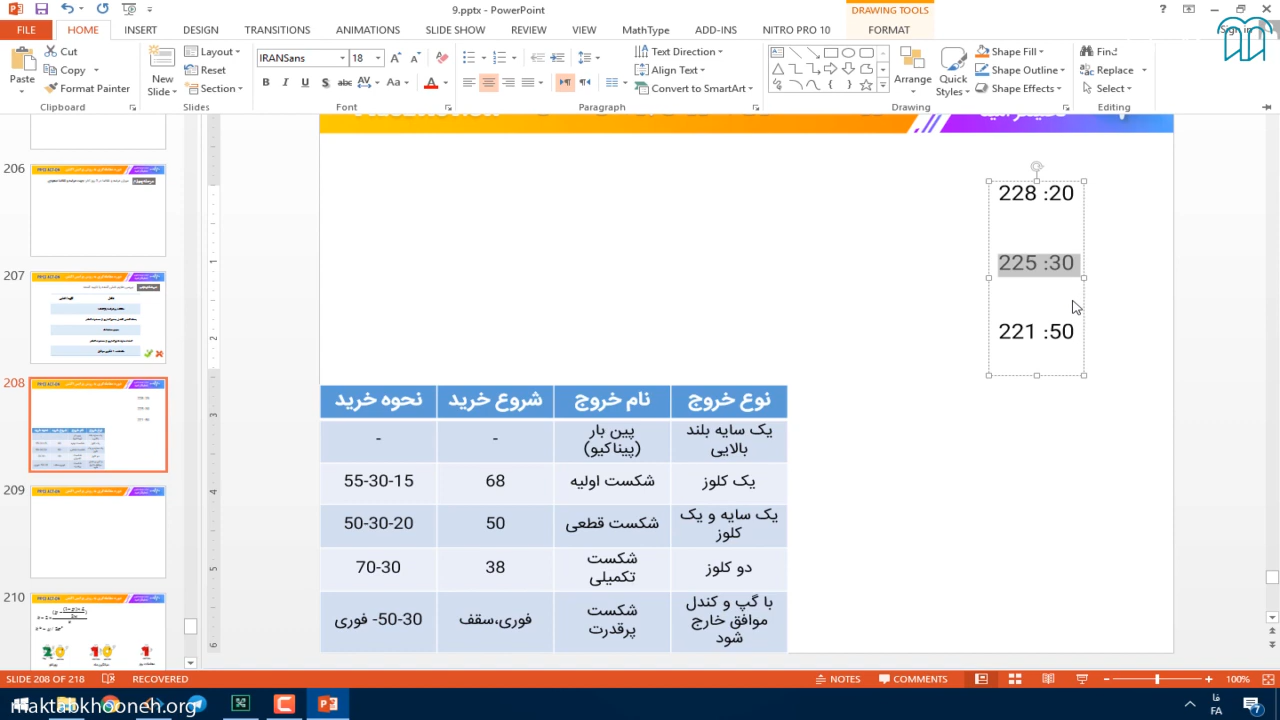 9.pptx - PowerPoint
DRAWING TOOLS
Sign in
FILE HOME INSERT DESIGN TRANSITIONS ANIMATIONS SLIDE SHOW REVIEW VIEW MathType ADD-INS NITRO PRO 10 FORMAT
Paste
Cut
Copy
Format Painter
Clipboard
New Slide
Layout
Reset
Section
Slides
IRANSans 18
Font
Text Direction
Align Text
Convert to SmartArt
Paragraph
Arrange
Quick Styles
Shape Fill
Shape Outline
Shape Effects
Drawing
Find
Replace
Select
Editing
206
207
208
209
210
228 :20
225 :30
221 :50
نوع خروج نام خروج شروع خرید نحوه خرید
یک سایه بلند بالایی پین بار (پیناکیو) - -
یک کلوز شکست اولیه 68 55-30-15
یک سایه و یک کلوز شکست قطعی 50 50-30-20
دو کلوز شکست تکمیلی 38 70-30
با گپ و کندل موافق خارج شود شکست پرقدرت فوری،سقف 50-30- فوری
SLIDE 208 OF 218 RECOVERED NOTES COMMENTS 100%
maktabkhooneh.org
فا
FA
7